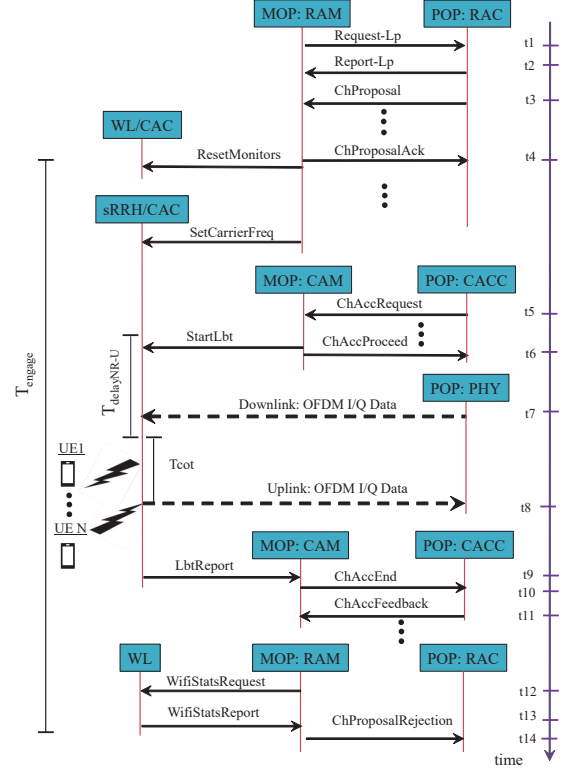 MOP: RAM
POP: RAC
Request-Lp
t1
Report-Lp
t2
ChProposal
t3
WL/CAC
ResetMonitors
ChProposalAck
t4
sRRH/CAC
SetCarrierFreq
MOP: CAM
POP: CACC
ChAccRequest
t5
StartLbt
ChAccProceed
t6
Tengage
TdelayNR-U
POP: PHY
Downlink: OFDM I/Q Data
t7
UE1
Tcot
Uplink: OFDM I/Q Data
t8
UE N
MOP: CAM
POP: CACC
LbtReport
t9
ChAccEnd
t10
ChAccFeedback
t11
WL
MOP: RAM
POP: RAC
WifiStatsRequest
t12
WifiStatsReport
ChProposalRejection
t13
t14
time